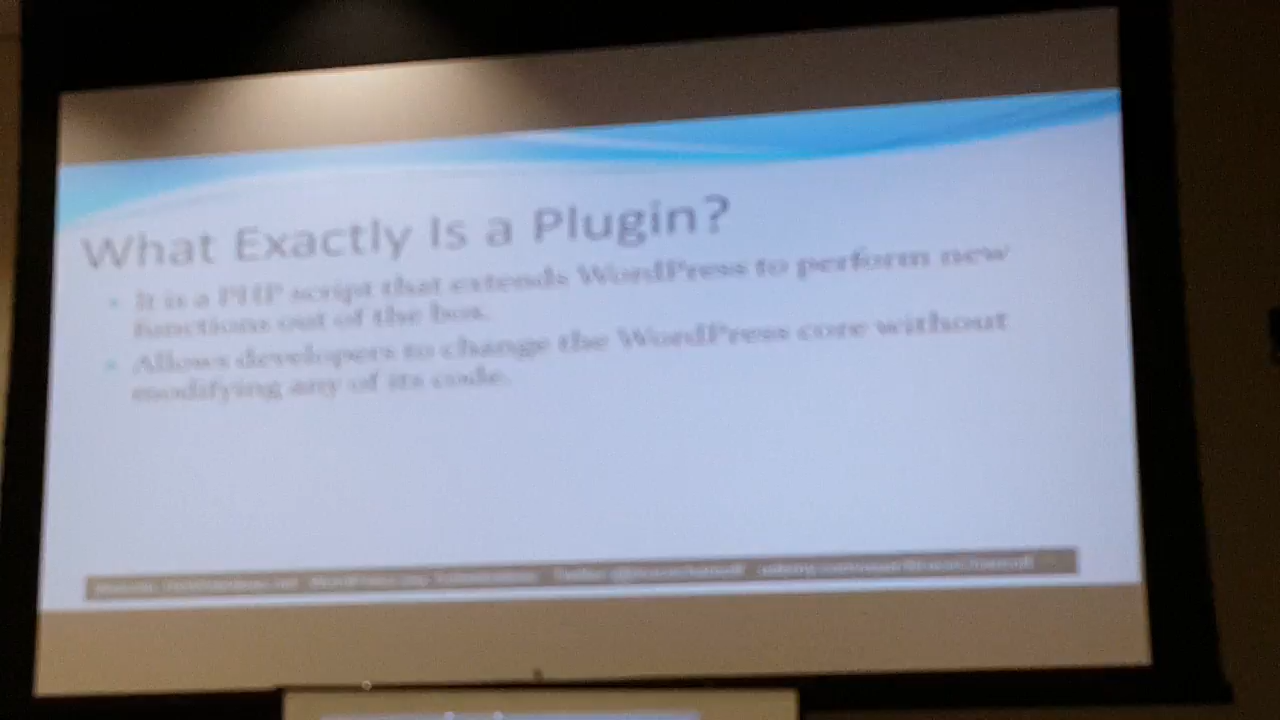 What Exactly Is a Plugin?
It is a PHP script that extends WordPress to perform new
functions out of the box.
Allows developers to change the WordPress core without
modifying any of its code.